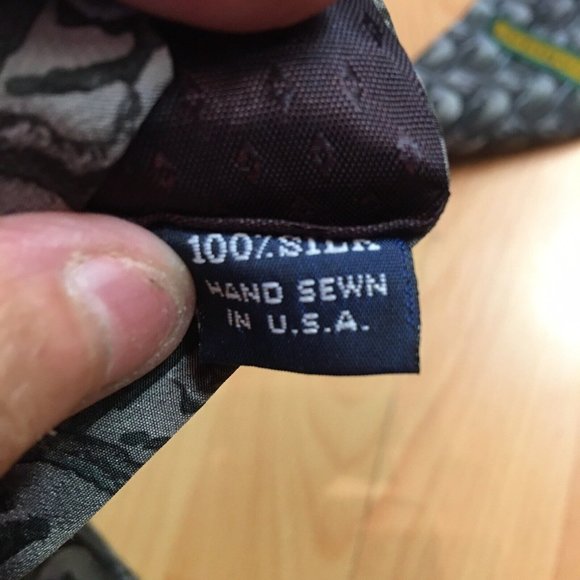 100% SILK
HAND SEWN
IN U.S.A.